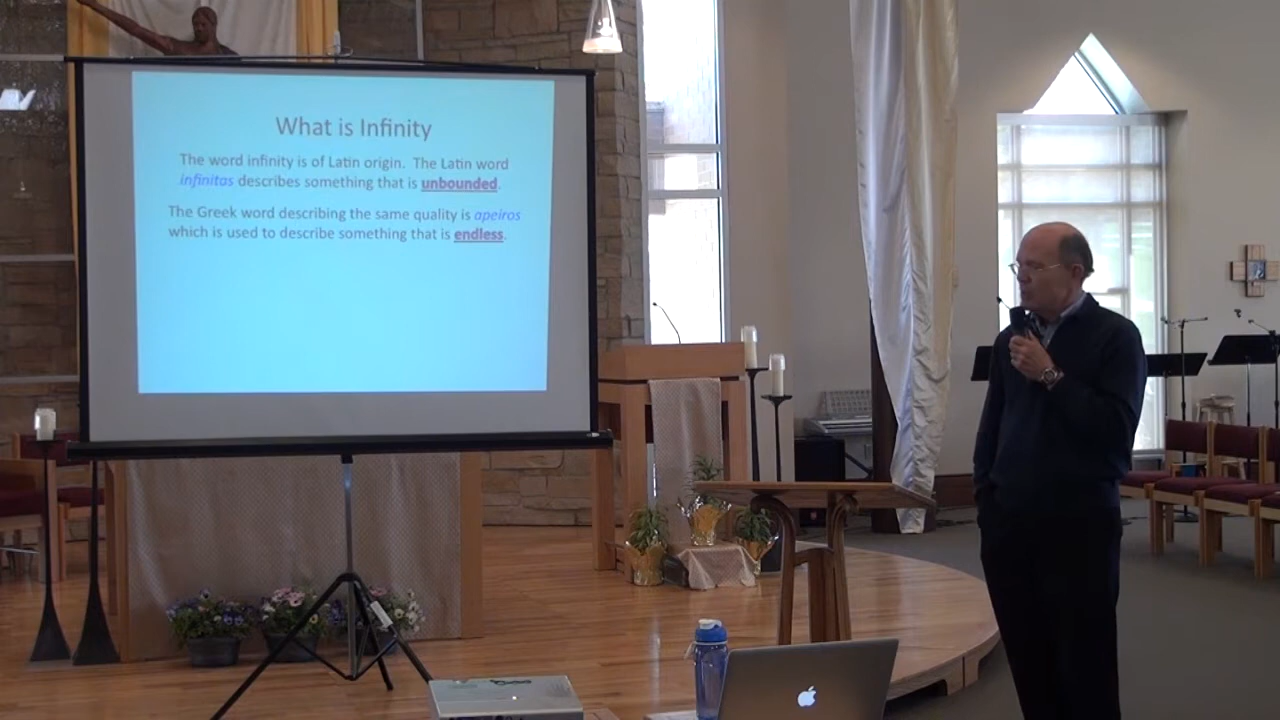 What is Infinity
The word infinity is of Latin origin. The Latin word
infinitas describes something that is unbounded.
The Greek word describing the same quality is apeiros
which is used to describe something that is endless.